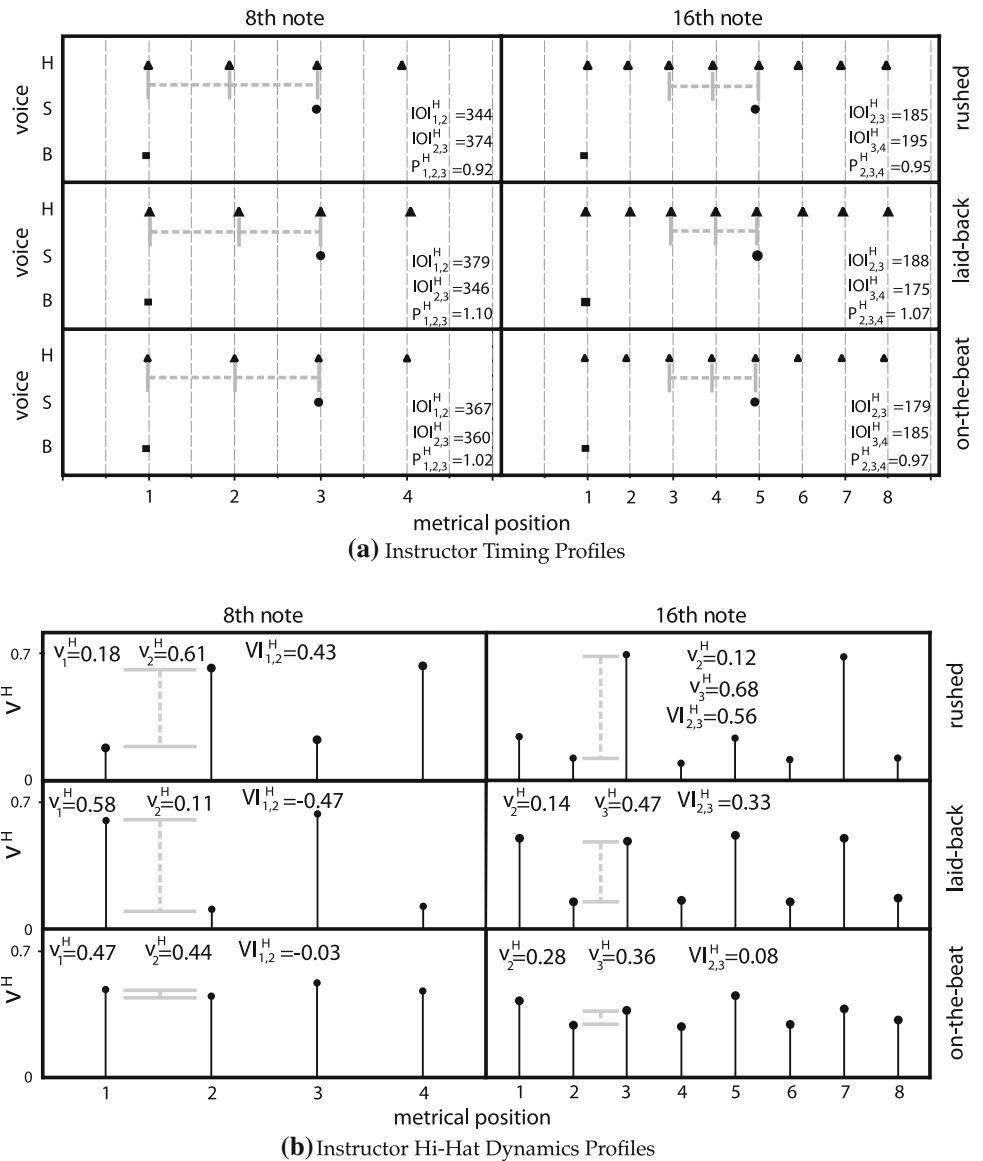 8th note 16th note
H
voice S
B
IOI^H_1,2 =344
IOI^H_2,3 =374
P^H_1,2,3 =0.92
IOI^H_2,3 =185
IOI^H_3,4 =195
P^H_2,3,4 =0.95
rushed
H
voice S
B
IOI^H_1,2 =379
IOI^H_2,3 =346
P^H_1,2,3 =1.10
IOI^H_2,3 =188
IOI^H_3,4 =175
P^H_2,3,4 =1.07
laid-back
H
voice S
B
IOI^H_1,2 =367
IOI^H_2,3 =360
P^H_1,2,3 =1.02
IOI^H_2,3 =179
IOI^H_3,4 =185
P^H_2,3,4 =0.97
on-the-beat
1 2 3 4 1 2 3 4 5 6 7 8
metrical position
(a) Instructor Timing Profiles
8th note 16th note
0.7
V^H
0
v^H_1=0.18 v^H_2=0.61 VI^H_1,2=0.43
v^H_2=0.12
v^H_3=0.68
VI^H_2,3=0.56
rushed
0.7
V^H
0
v^H_1=0.58 v^H_2=0.11 VI^H_1,2=-0.47
v^H_2=0.14 v^H_3=0.47 VI^H_2,3=0.33
laid-back
0.7
V^H
0
v^H_1=0.47 v^H_2=0.44 VI^H_1,2=-0.03
v^H_2=0.28 v^H_3=0.36 VI^H_2,3=0.08
on-the-beat
1 2 3 4 1 2 3 4 5 6 7 8
metrical position
(b) Instructor Hi-Hat Dynamics Profiles